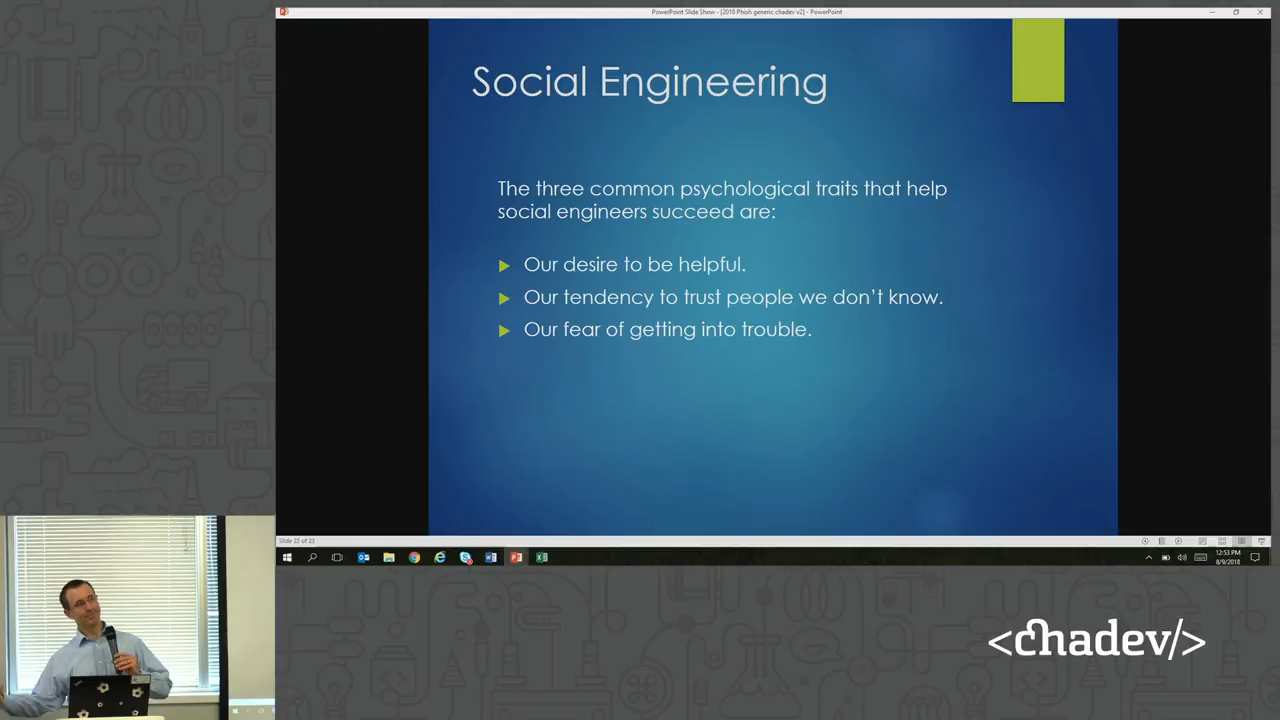 PowerPoint Slide Show - [2018 Phish generic chadev v2] - PowerPoint
Social Engineering
The three common psychological traits that help
social engineers succeed are:
Our desire to be helpful.
Our tendency to trust people we don’t know.
Our fear of getting into trouble.
Slide 22 of 23
12:53 PM
8/9/2018
<chadev/>